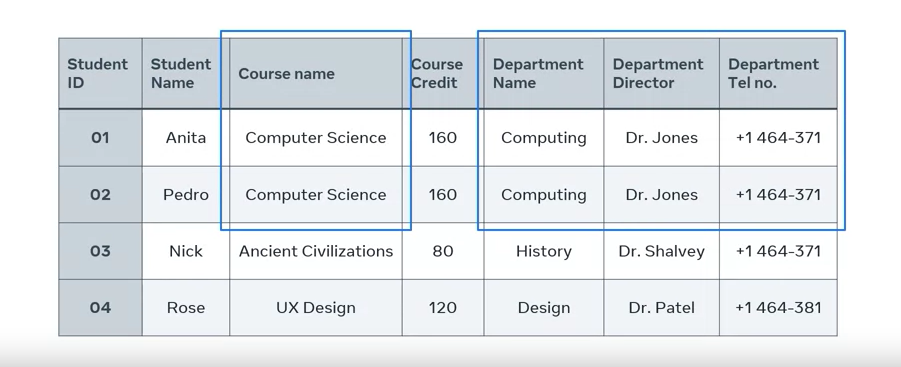 Student ID Student Name Course name Course Credit Department Name Department Director Department Tel no.
01 Anita Computer Science 160 Computing Dr. Jones +1 464-371
02 Pedro Computer Science 160 Computing Dr. Jones +1 464-371
03 Nick Ancient Civilizations 80 History Dr. Shalvey +1 464-371
04 Rose UX Design 120 Design Dr. Patel +1 464-381